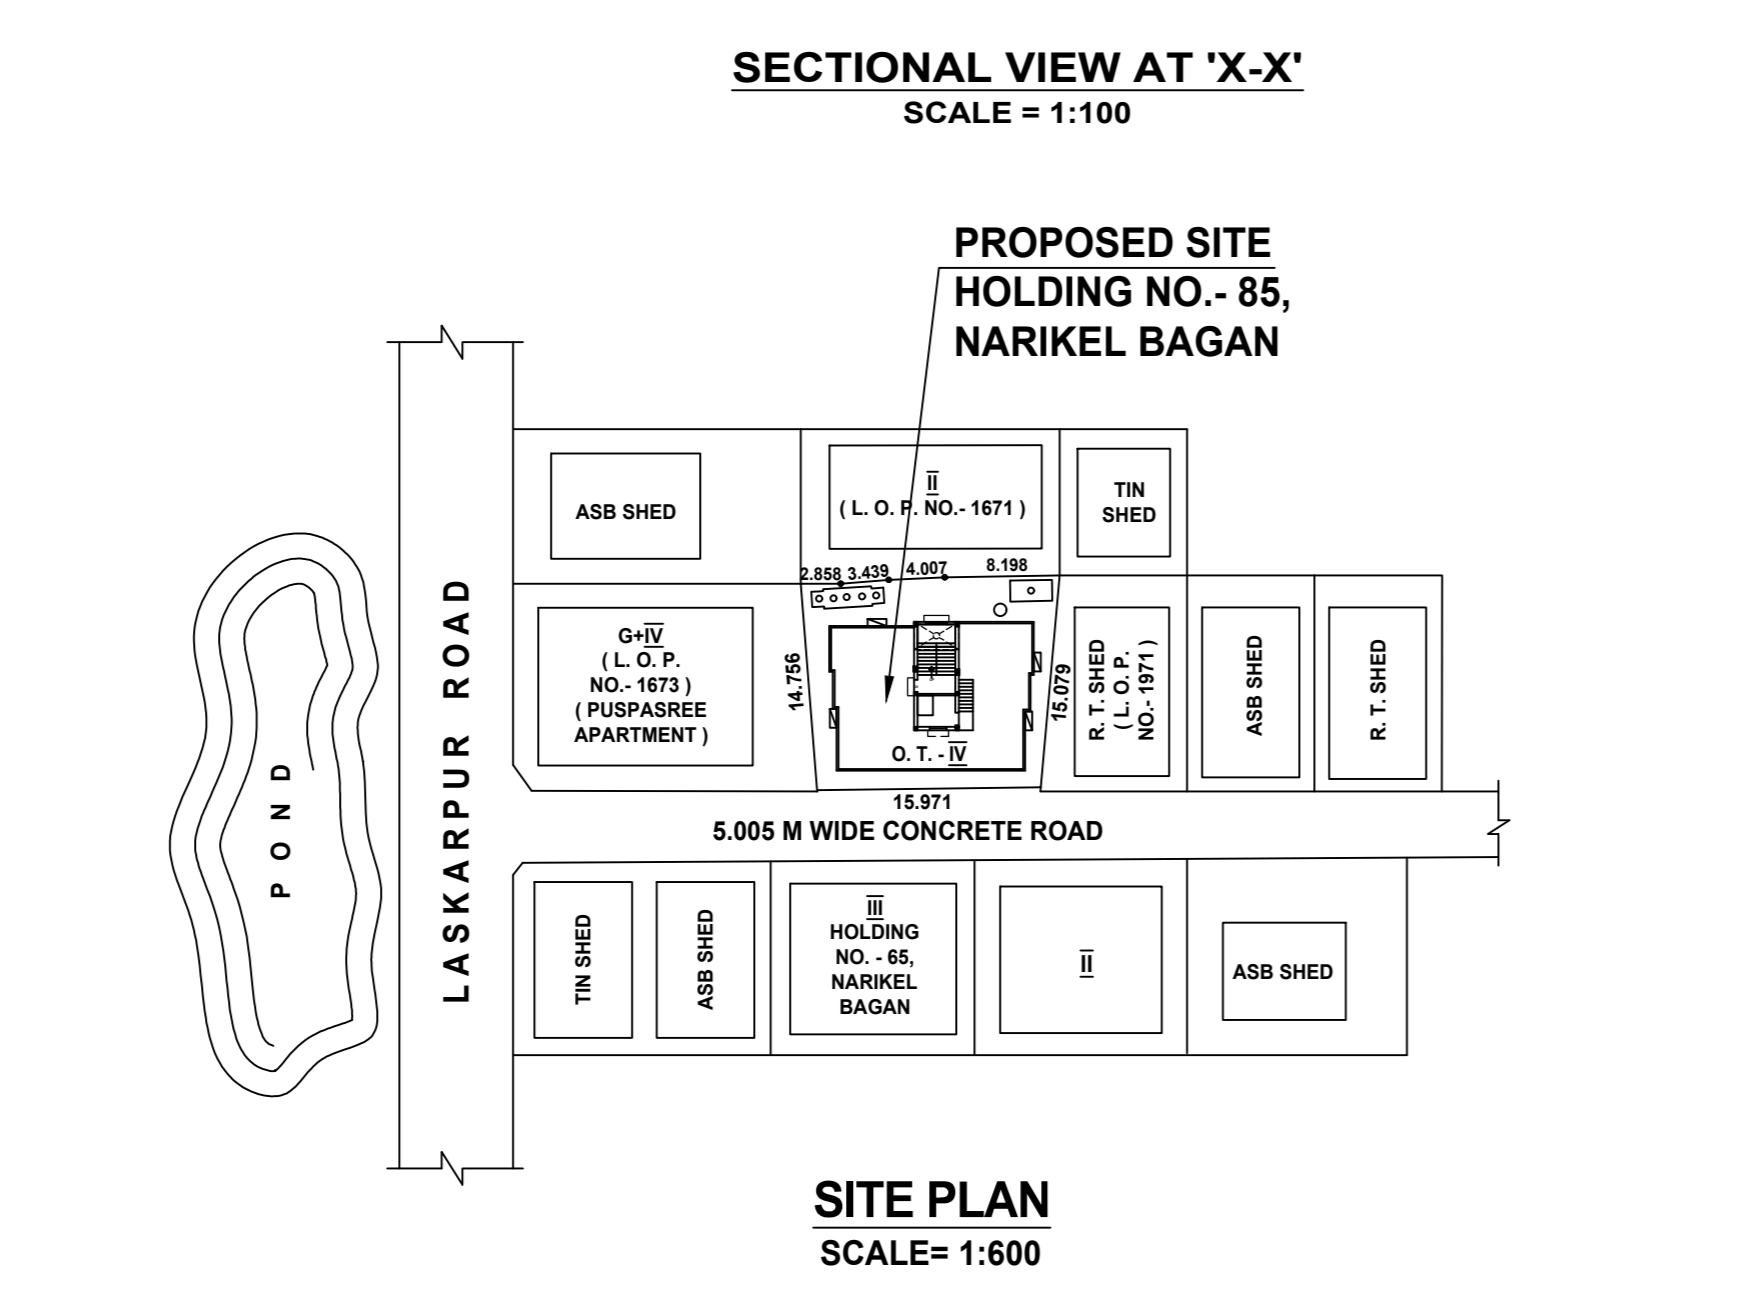 SECTIONAL VIEW AT 'X-X'
SCALE = 1:100
PROPOSED SITE
HOLDING NO.- 85,
NARIKEL BAGAN
ASB SHED
II
( L. O. P. NO.- 1671 )
TIN
SHED
2.858
3.439
4.007
8.198
G+IV
( L. O. P.
NO.- 1673 )
( PUSPASREE
APARTMENT )
14.756
O. T. - IV
15.079
R. T. SHED
( L. O. P.
NO.- 1971 )
ASB SHED
R. T. SHED
15.971
5.005 M WIDE CONCRETE ROAD
POND
LASKARPUR ROAD
TIN SHED
ASB SHED
III
HOLDING
NO. - 65,
NARIKEL
BAGAN
II
ASB SHED
SITE PLAN
SCALE= 1:600